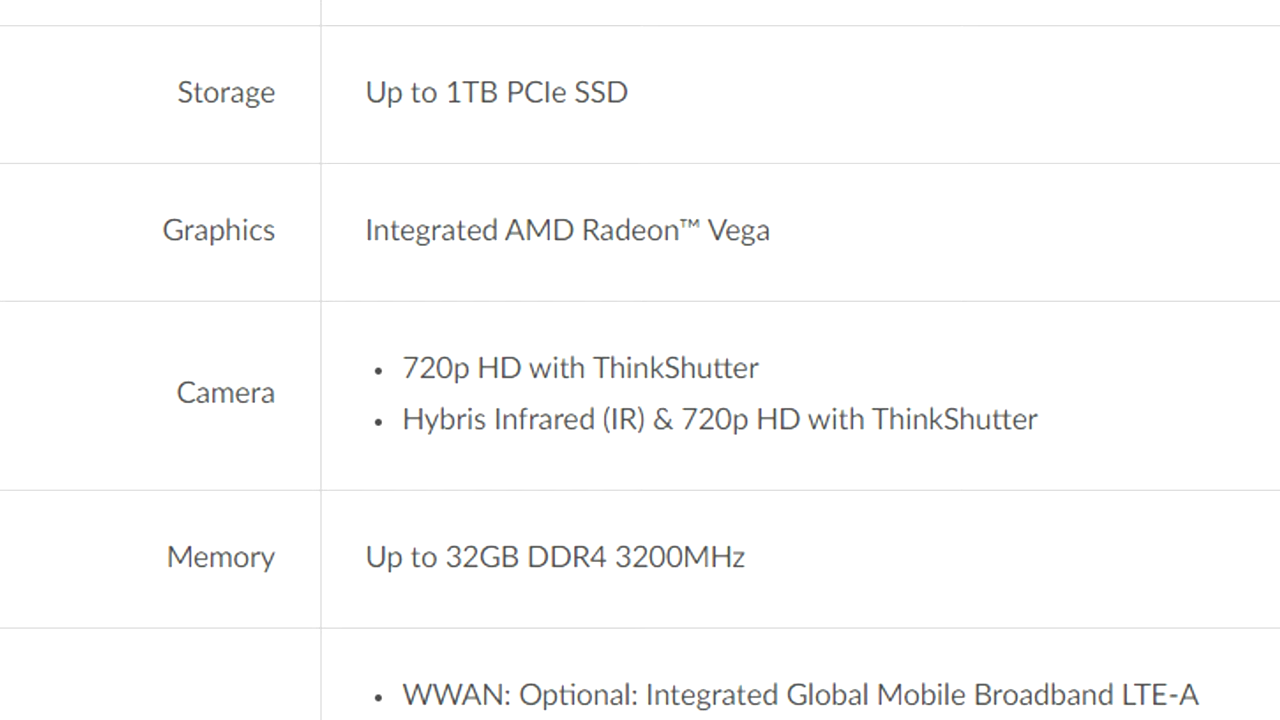 Storage
Up to 1TB PCIe SSD
Graphics
Integrated AMD Radeon™ Vega
Camera
• 720p HD with ThinkShutter
• Hybris Infrared (IR) & 720p HD with ThinkShutter
Memory
Up to 32GB DDR4 3200MHz
• WWAN: Optional: Integrated Global Mobile Broadband LTE-A